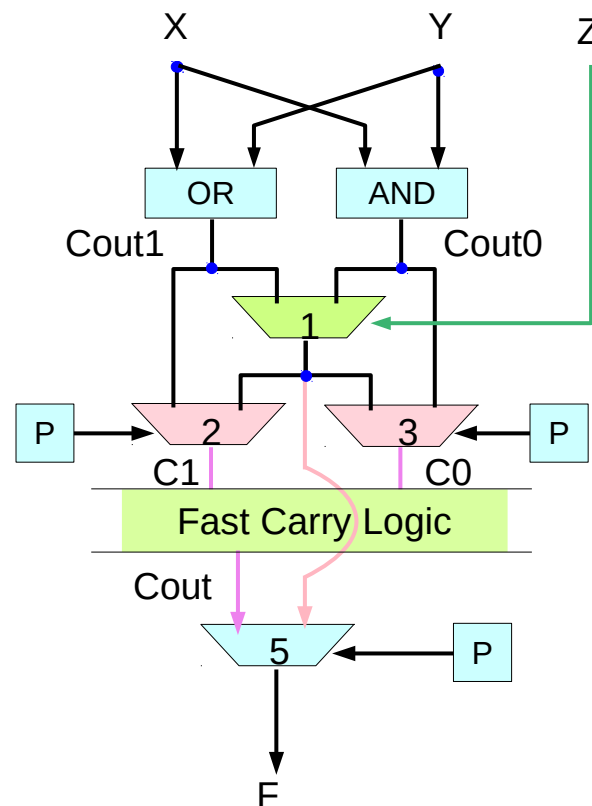 X Y Z
OR AND
Cout1 Cout0
1
P 2 3 P
C1 C0
Fast Carry Logic
Cout
5 P
F